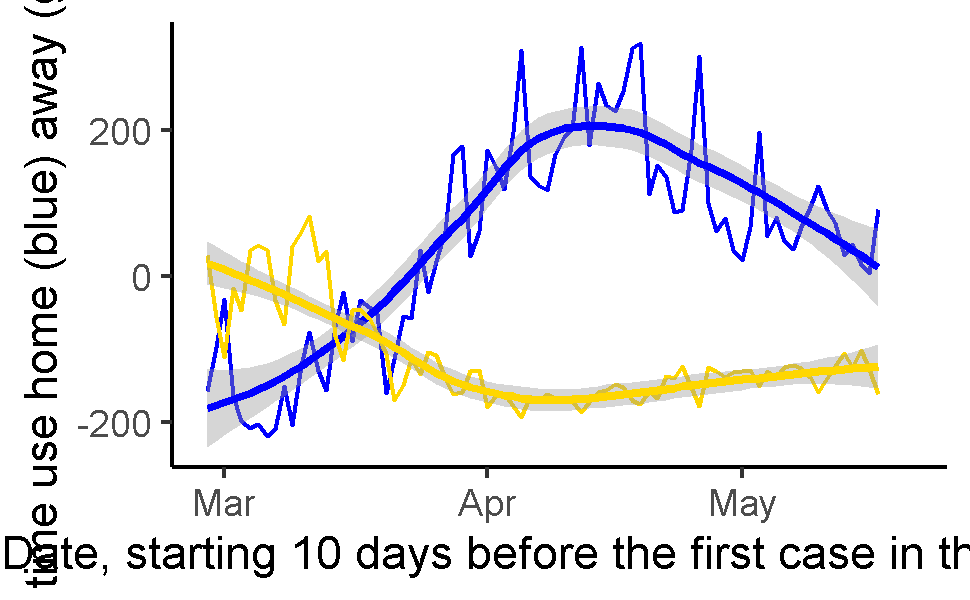 time use home (blue) away (
200
0
-200
Mar Apr May
Date, starting 10 days before the first case in th